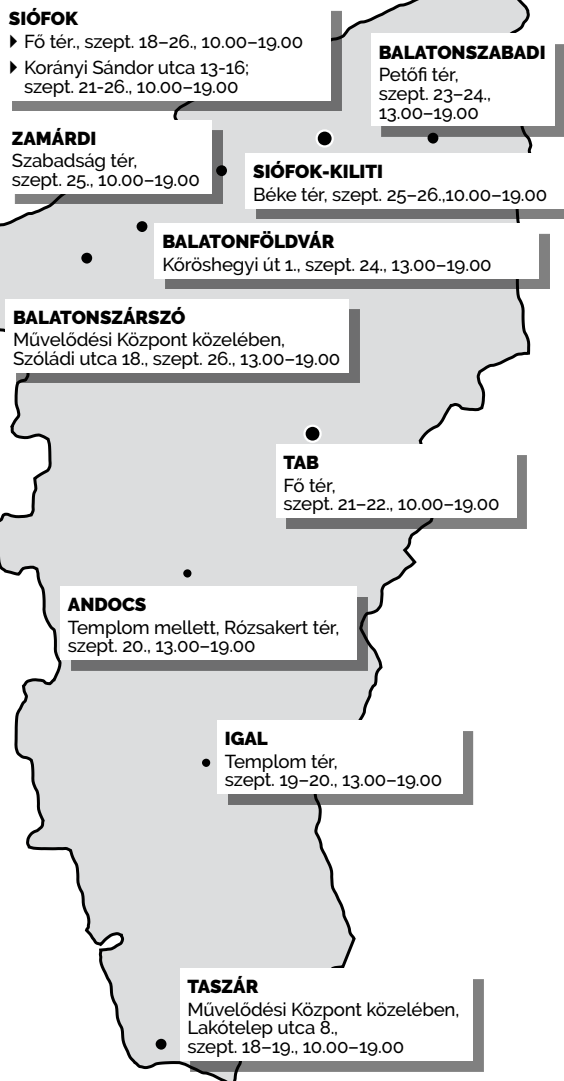 SIÓFOK
Fő tér., szept. 18–26., 10.00–19.00
Korányi Sándor utca 13-16;
szept. 21-26., 10.00–19.00
BALATONSZABADI
Petőfi tér,
szept. 23–24.,
13.00–19.00
ZAMÁRDI
Szabadság tér,
szept. 25., 10.00–19.00
SIÓFOK-KILITI
Béke tér, szept. 25–26.,10.00–19.00
BALATONFÖLDVÁR
Kőröshegyi út 1., szept. 24., 13.00–19.00
BALATONSZÁRSZÓ
Művelődési Központ közelében,
Szóládi utca 18., szept. 26., 13.00–19.00
TAB
Fő tér,
szept. 21–22., 10.00–19.00
ANDOCS
Templom mellett, Rózsakert tér,
szept. 20., 13.00–19.00
IGAL
Templom tér,
szept. 19–20., 13.00–19.00
TASZÁR
Művelődési Központ közelében,
Lakótelep utca 8.,
szept. 18–19., 10.00–19.00